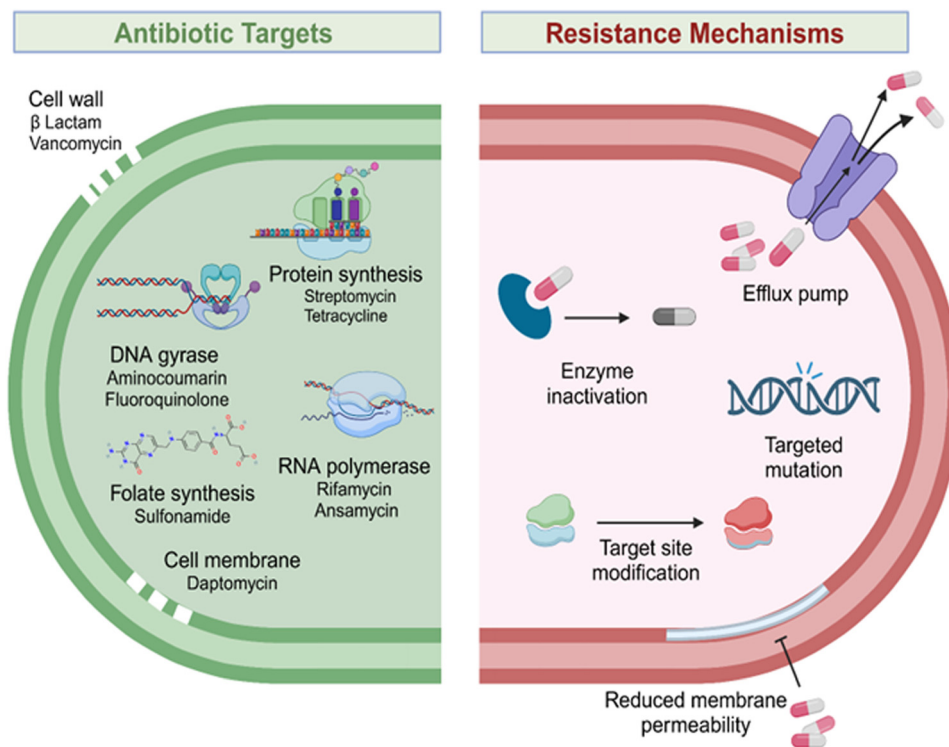 Antibiotic Targets
Cell wall
β Lactam
Vancomycin
Protein synthesis
Streptomycin
Tetracycline
DNA gyrase
Aminocoumarin
Fluoroquinolone
RNA polymerase
Rifamycin
Ansamycin
Folate synthesis
Sulfonamide
Cell membrane
Daptomycin
Resistance Mechanisms
Efflux pump
Enzyme
inactivation
Targeted
mutation
Target site
modification
Reduced membrane
permeability